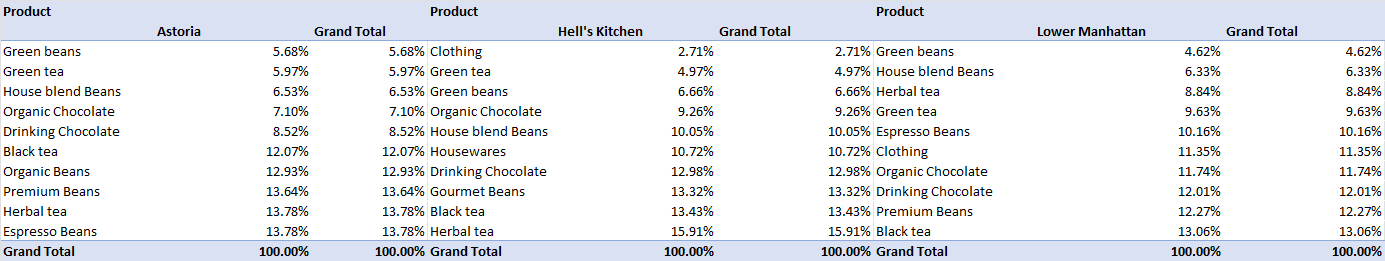 Product Product Product
Astoria Grand Total Hell's Kitchen Grand Total Lower Manhattan Grand Total
Green beans 5.68% 5.68% Clothing 2.71% 2.71% Green beans 4.62% 4.62%
Green tea 5.97% 5.97% Green tea 4.97% 4.97% House blend Beans 6.33% 6.33%
House blend Beans 6.53% 6.53% Green beans 6.66% 6.66% Herbal tea 8.84% 8.84%
Organic Chocolate 7.10% 7.10% Organic Chocolate 9.26% 9.26% Green tea 9.63% 9.63%
Drinking Chocolate 8.52% 8.52% House blend Beans 10.05% 10.05% Espresso Beans 10.16% 10.16%
Black tea 12.07% 12.07% Housewares 10.72% 10.72% Clothing 11.35% 11.35%
Organic Beans 12.93% 12.93% Drinking Chocolate 12.98% 12.98% Organic Chocolate 11.74% 11.74%
Premium Beans 13.64% 13.64% Gourmet Beans 13.32% 13.32% Drinking Chocolate 12.01% 12.01%
Herbal tea 13.78% 13.78% Black tea 13.43% 13.43% Premium Beans 12.27% 12.27%
Espresso Beans 13.78% 13.78% Herbal tea 15.91% 15.91% Black tea 13.06% 13.06%
Grand Total 100.00% 100.00% Grand Total 100.00% 100.00% Grand Total 100.00% 100.00%